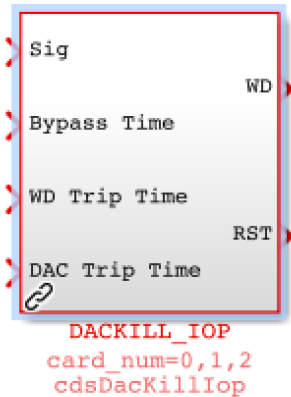 Sig
WD
Bypass Time
WD Trip Time
RST
DAC Trip Time
DACKILL_IOP
card_num=0,1,2
cdsDacKillIop